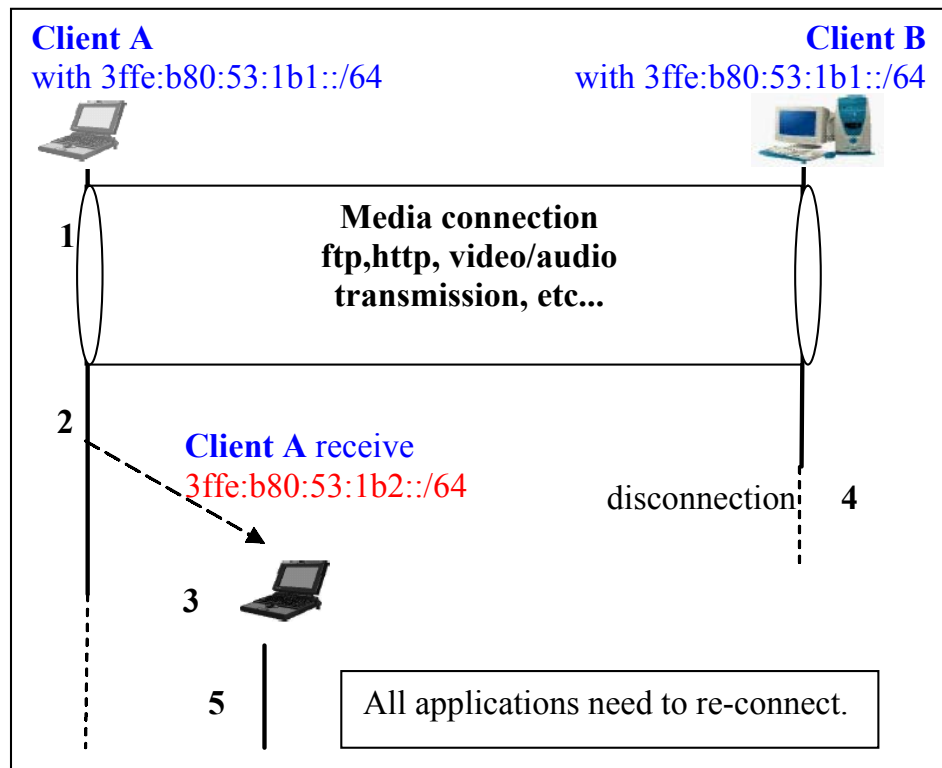 Client A
with 3ffe:b80:53:1b1::/64
Client B
with 3ffe:b80:53:1b1::/64
1
Media connection
ftp,http, video/audio
transmission, etc...
2
Client A receive
3ffe:b80:53:1b2::/64
disconnection
4
3
5
All applications need to re-connect.